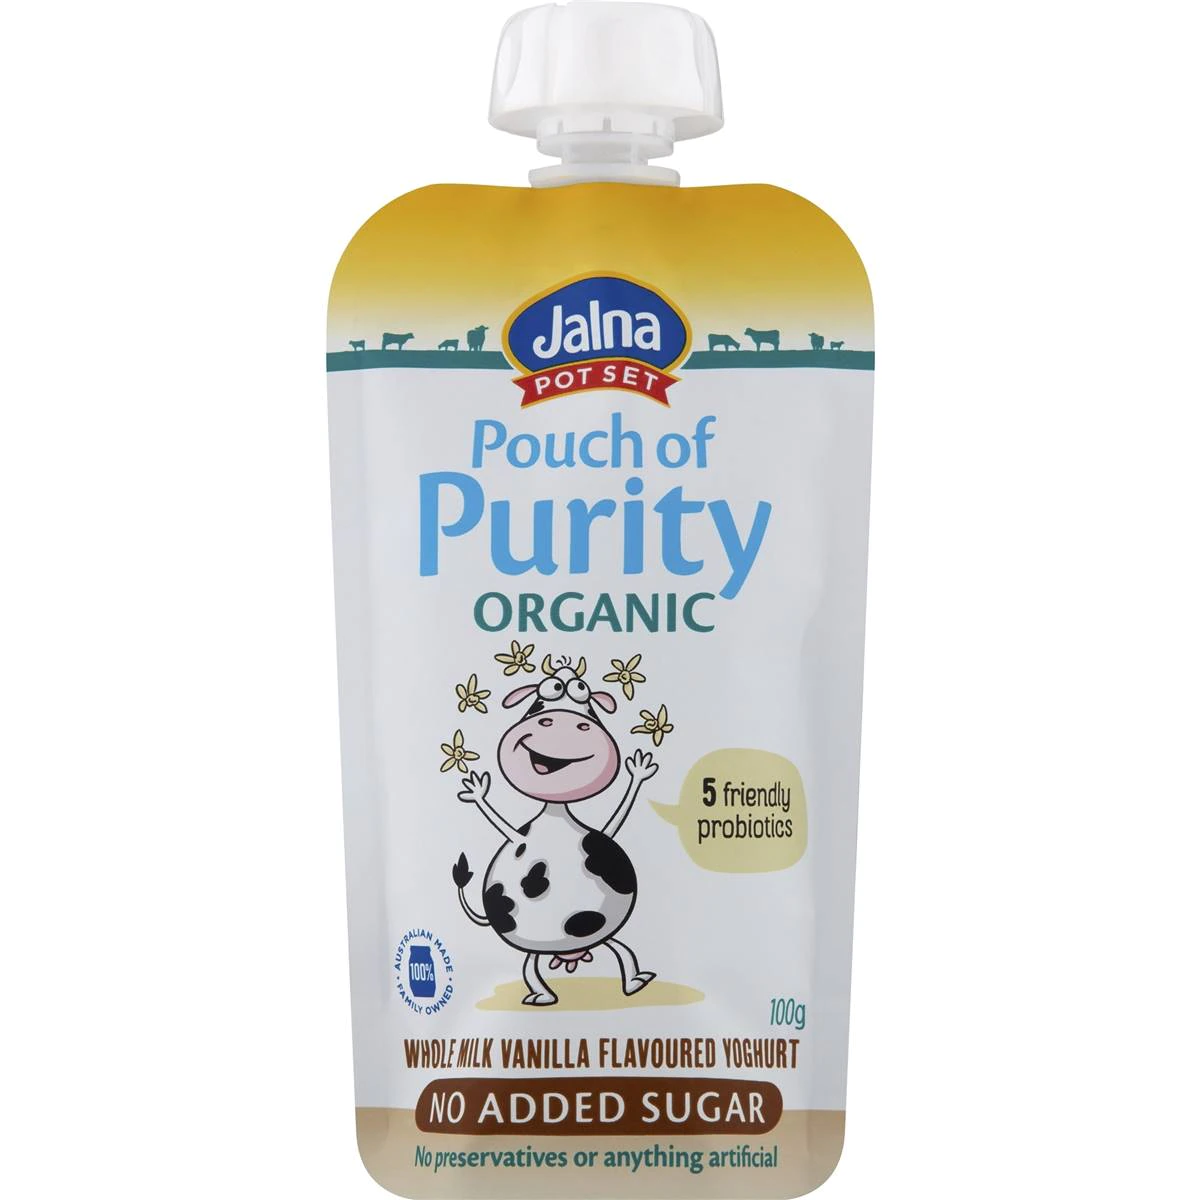 Jalna
POT SET
Pouch of
Purity
ORGANIC
5 friendly
probiotics
AUSTRALIAN MADE
100%
FAMILY OWNED
100g
WHOLE MILK VANILLA FLAVOURED YOGHURT
NO ADDED SUGAR
No preservatives or anything artificial